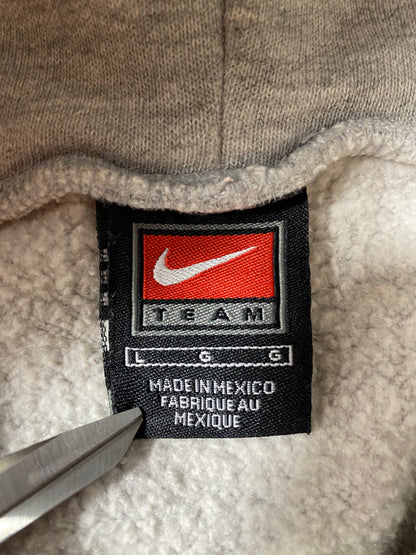 TEAM
L G G
MADE IN MEXICO
FABRIQUE AU
MEXIQUE